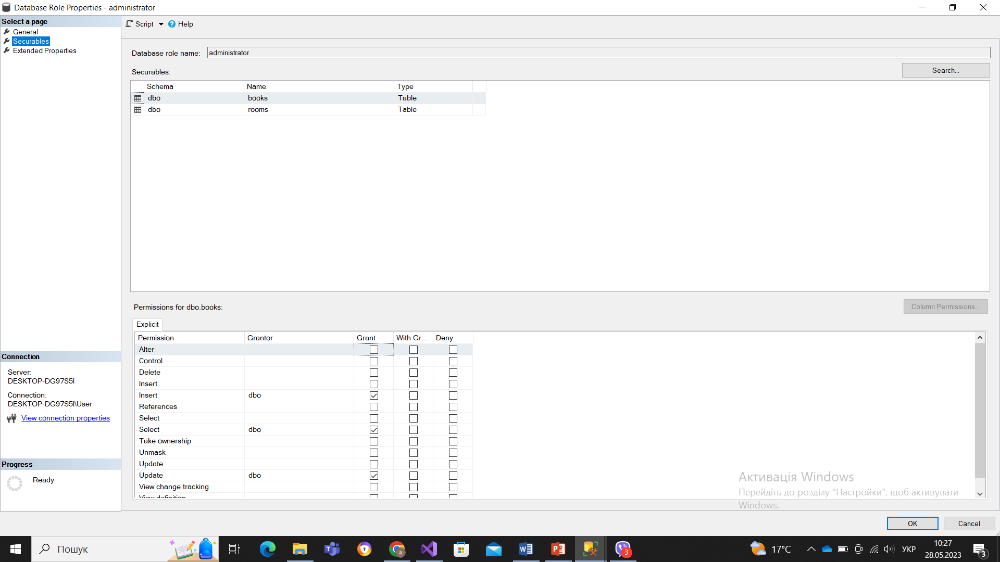 Database Role Properties - administrator
Select a page
General
Securables
Extended Properties
Script
Help
Database role name:
administrator
Securables:
Search...
Schema Name Type
dbo books Table
dbo rooms Table
Permissions for dbo.books:
Column Permissions...
Explicit
Permission Grantor Grant With Gr... Deny
Alter
Control
Delete
Insert
Insert dbo
References
Select
Select dbo
Take ownership
Unmask
Update
Update dbo
View change tracking
View definition
Connection
Server:
DESKTOP-DG97S5I
Connection:
DESKTOP-DG97S5I\User
View connection properties
Progress
Ready
Активація Windows
Перейдіть до розділу "Настройки", щоб активувати
Windows.
OK
Cancel
Пошук
3
17°C
УКР
10:27
28.05.2023
3